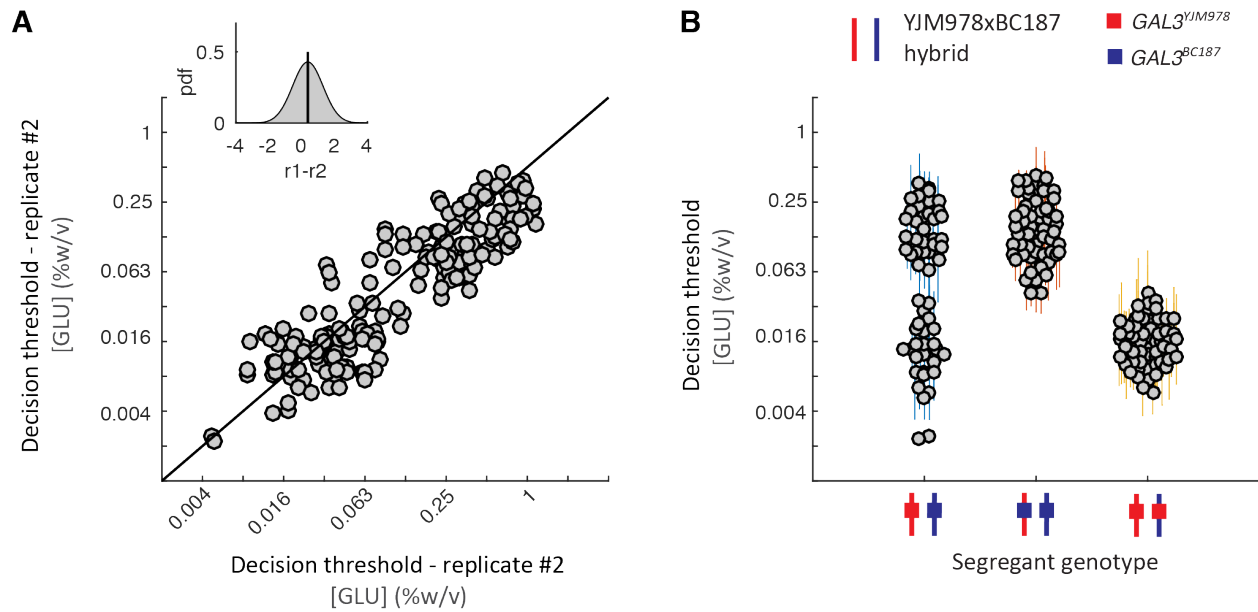 A
pdf
0.5
0
-4 -2 0 2 4
r1-r2
Decision threshold - replicate #2
[GLU] (%w/v)
1
0.25
0.063
0.016
0.004
0.004 0.016 0.063 0.25 1
Decision threshold - replicate #2
[GLU] (%w/v)
B
YJM978xBC187
hybrid
GAL3YJM978
GAL3BC187
Decision threshold
[GLU] (%w/v)
1
0.25
0.063
0.016
0.004
Segregant genotype